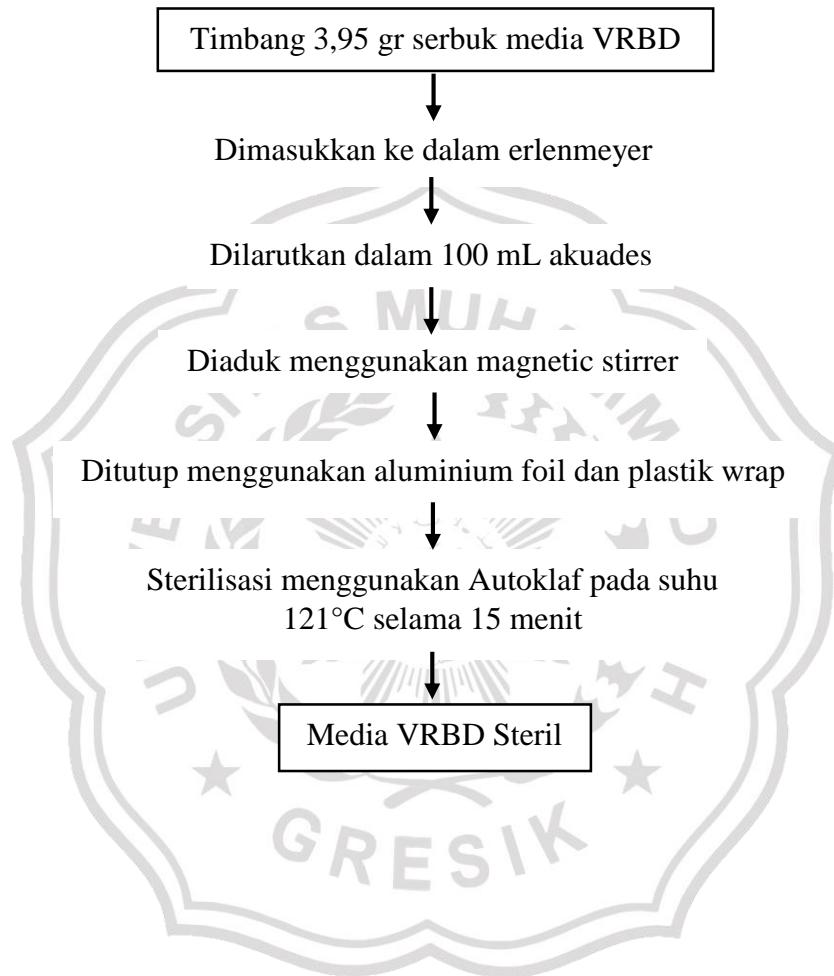 Timbang 3,95 gr serbuk media VRBD
Dimasukkan ke dalam erlenmeyer
Dilarutkan dalam 100 mL akuades
Diaduk menggunakan magnetic stirrer
Ditutup menggunakan aluminium foil dan plastik wrap
Sterilisasi menggunakan Autoklaf pada suhu
121°C selama 15 menit
Media VRBD Steril
GRESIK